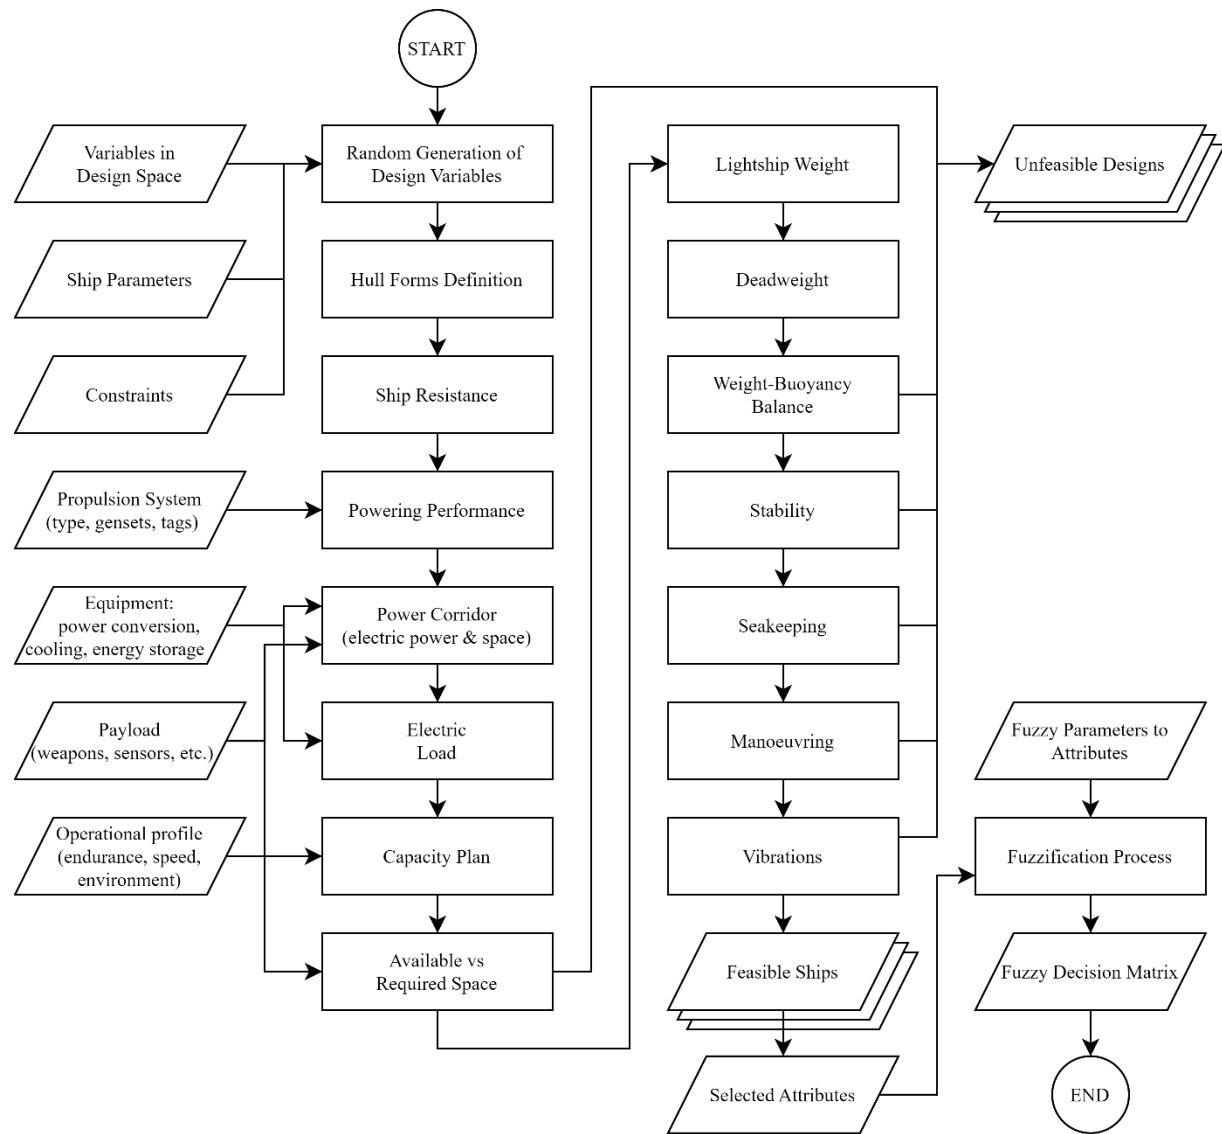 START
Variables in
Design Space
Ship Parameters
Constraints
Propulsion System
(type, gensets, tags)
Equipment:
power conversion,
cooling, energy storage
Payload
(weapons, sensors, etc.)
Operational profile
(endurance, speed,
environment)
Random Generation of
Design Variables
Hull Forms Definition
Ship Resistance
Powering Performance
Power Corridor
(electric power & space)
Electric
Load
Capacity Plan
Available vs
Required Space
Lightship Weight
Deadweight
Weight-Buoyancy
Balance
Stability
Seakeeping
Manoeuvring
Vibrations
Feasible Ships
Selected Attributes
Unfeasible Designs
Fuzzy Parameters to
Attributes
Fuzzification Process
Fuzzy Decision Matrix
END